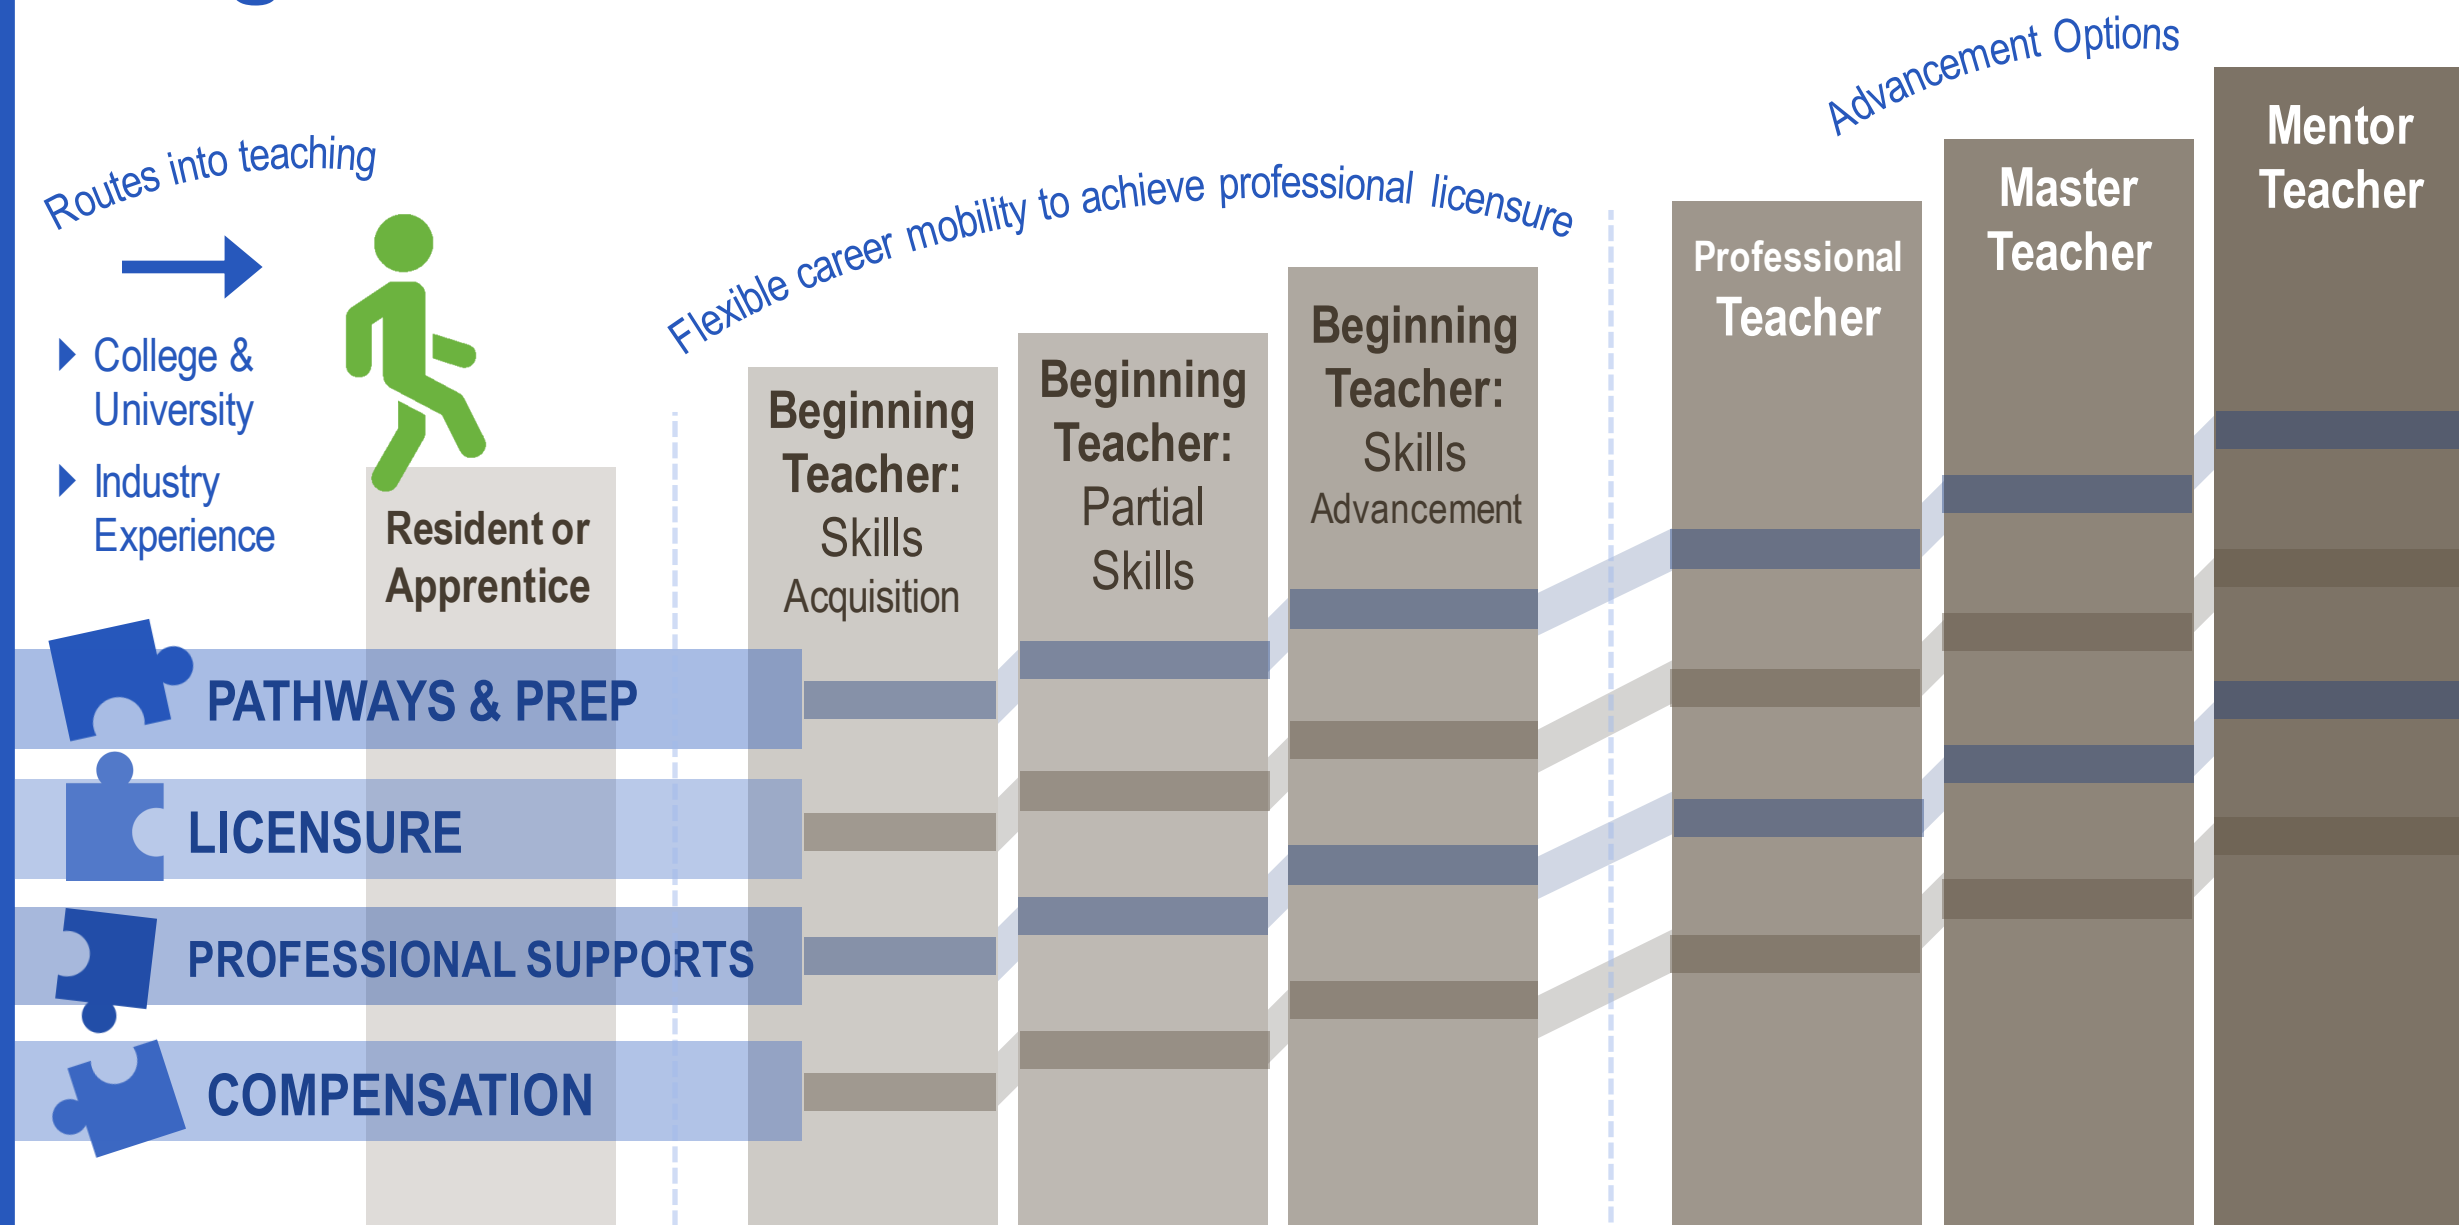 Routes into teaching
College &
University
Industry
Experience
Flexible career mobility to achieve professional licensure
Advancement Options
Resident or
Apprentice
Beginning
Teacher:
Skills
Acquisition
Beginning
Teacher:
Partial
Skills
Beginning
Teacher:
Skills
Advancement
Professional
Teacher
Master
Teacher
Mentor
Teacher
PATHWAYS & PREP
LICENSURE
PROFESSIONAL SUPPORTS
COMPENSATION